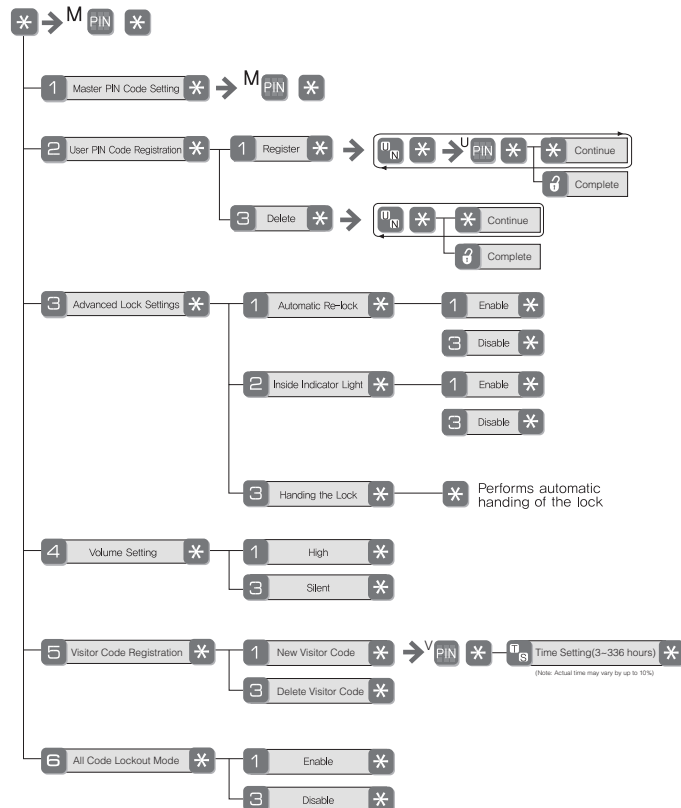 * M PIN *
1 Master PIN Code Setting * M PIN *
2 User PIN Code Registration * 1 Register * UN * U PIN * * Continue
Complete
3 Delete * UN * * Continue
Complete
3 Advanced Lock Settings * 1 Automatic Re-lock * 1 Enable *
3 Disable *
2 Inside Indicator Light * 1 Enable *
3 Disable *
3 Handing the Lock * * Performs automatic
handing of the lock
4 Volume Setting * 1 High *
3 Silent *
5 Visitor Code Registration * 1 New Visitor Code * V PIN * TS Time Setting(3~336 hours) *
(Note: Actual time may vary by up to 10%)
3 Delete Visitor Code *
6 All Code Lockout Mode * 1 Enable *
3 Disable *